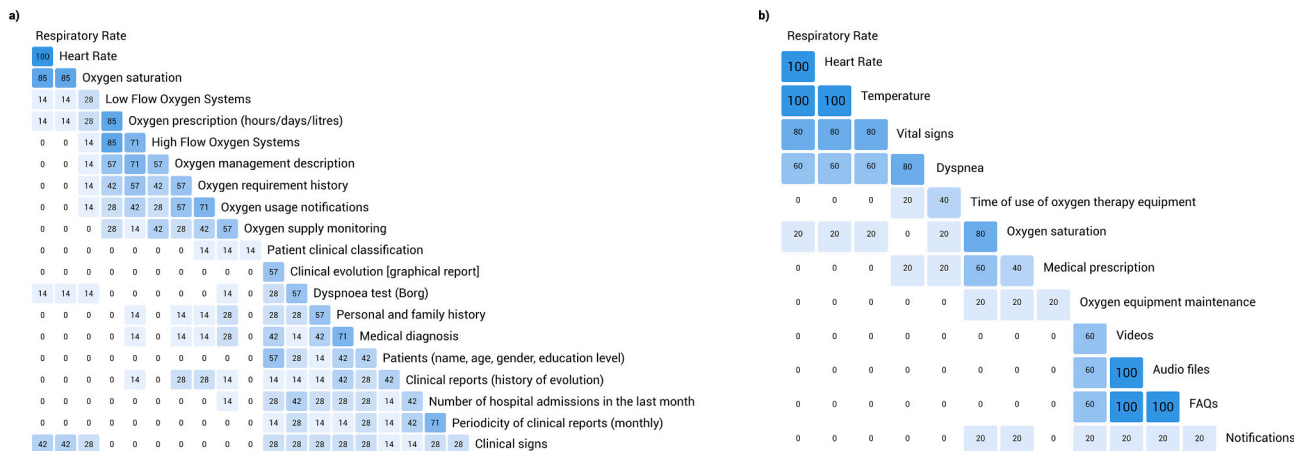 a)
Respiratory Rate
100 Heart Rate
85 85 Oxygen saturation
14 14 28 Low Flow Oxygen Systems
14 14 28 85 Oxygen prescription (hours/days/litres)
0 0 14 85 71 High Flow Oxygen Systems
0 0 14 57 71 57 Oxygen management description
0 0 14 42 57 42 57 Oxygen requirement history
0 0 14 28 42 28 57 71 Oxygen usage notifications
0 0 0 28 14 42 28 42 57 Oxygen supply monitoring
0 0 0 0 0 0 0 14 14 14 Patient clinical classification
0 0 0 0 0 0 0 0 0 0 57 Clinical evolution [graphical report]
14 14 14 0 0 0 0 0 14 0 28 57 Dyspnoea test (Borg)
0 0 0 0 14 0 14 14 28 0 28 28 57 Personal and family history
0 0 0 0 14 0 14 14 28 0 42 14 42 71 Medical diagnosis
0 0 0 0 0 0 0 0 0 0 57 28 14 42 42 Patients (name, age, gender, education level)
0 0 0 0 14 0 28 28 14 0 14 14 14 42 28 42 Clinical reports (history of evolution)
0 0 0 0 0 0 0 0 14 0 28 42 28 28 28 14 42 Number of hospital admissions in the last month
0 0 0 0 0 0 0 0 0 0 14 28 14 14 28 14 42 71 Periodicity of clinical reports (monthly)
42 42 28 0 0 0 0 0 0 0 28 28 28 28 28 14 14 28 28 Clinical signs
b)
Respiratory Rate
100 Heart Rate
100 100 Temperature
80 80 80 Vital signs
60 60 60 80 Dyspnea
0 0 0 20 40 Time of use of oxygen therapy equipment
20 20 20 0 20 80 Oxygen saturation
0 0 0 20 20 60 40 Medical prescription
0 0 0 0 0 20 20 20 Oxygen equipment maintenance
0 0 0 0 0 0 0 0 60 Videos
0 0 0 0 0 0 0 0 60 100 Audio files
0 0 0 0 0 0 0 0 60 100 100 FAQs
0 0 0 0 0 20 20 0 20 20 20 20 Notifications